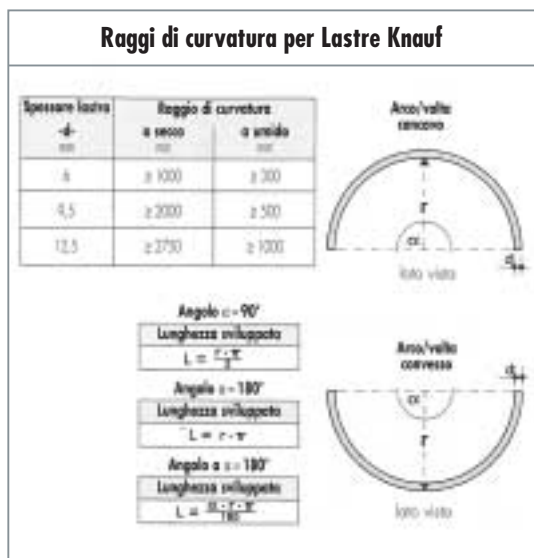 Raggi di curvatura per Lastre Knauf
Spessore lastra Raggio di curvatura
-d- a secco a umido
mm mm mm
6 ≥ 1000 ≥ 300
9,5 ≥ 2000 ≥ 500
12,5 ≥ 2750 ≥ 1000
Arco/volta
concavo
r
α
d
lato vista
Angolo α = 90°
Lunghezza sviluppata
L = r · π / 2
Angolo α = 180°
Lunghezza sviluppata
L = r · π
Angolo a α = 180°
Lunghezza sviluppata
L = α · r · π / 180
Arco/volta
convesso
d
α
r
lato vista